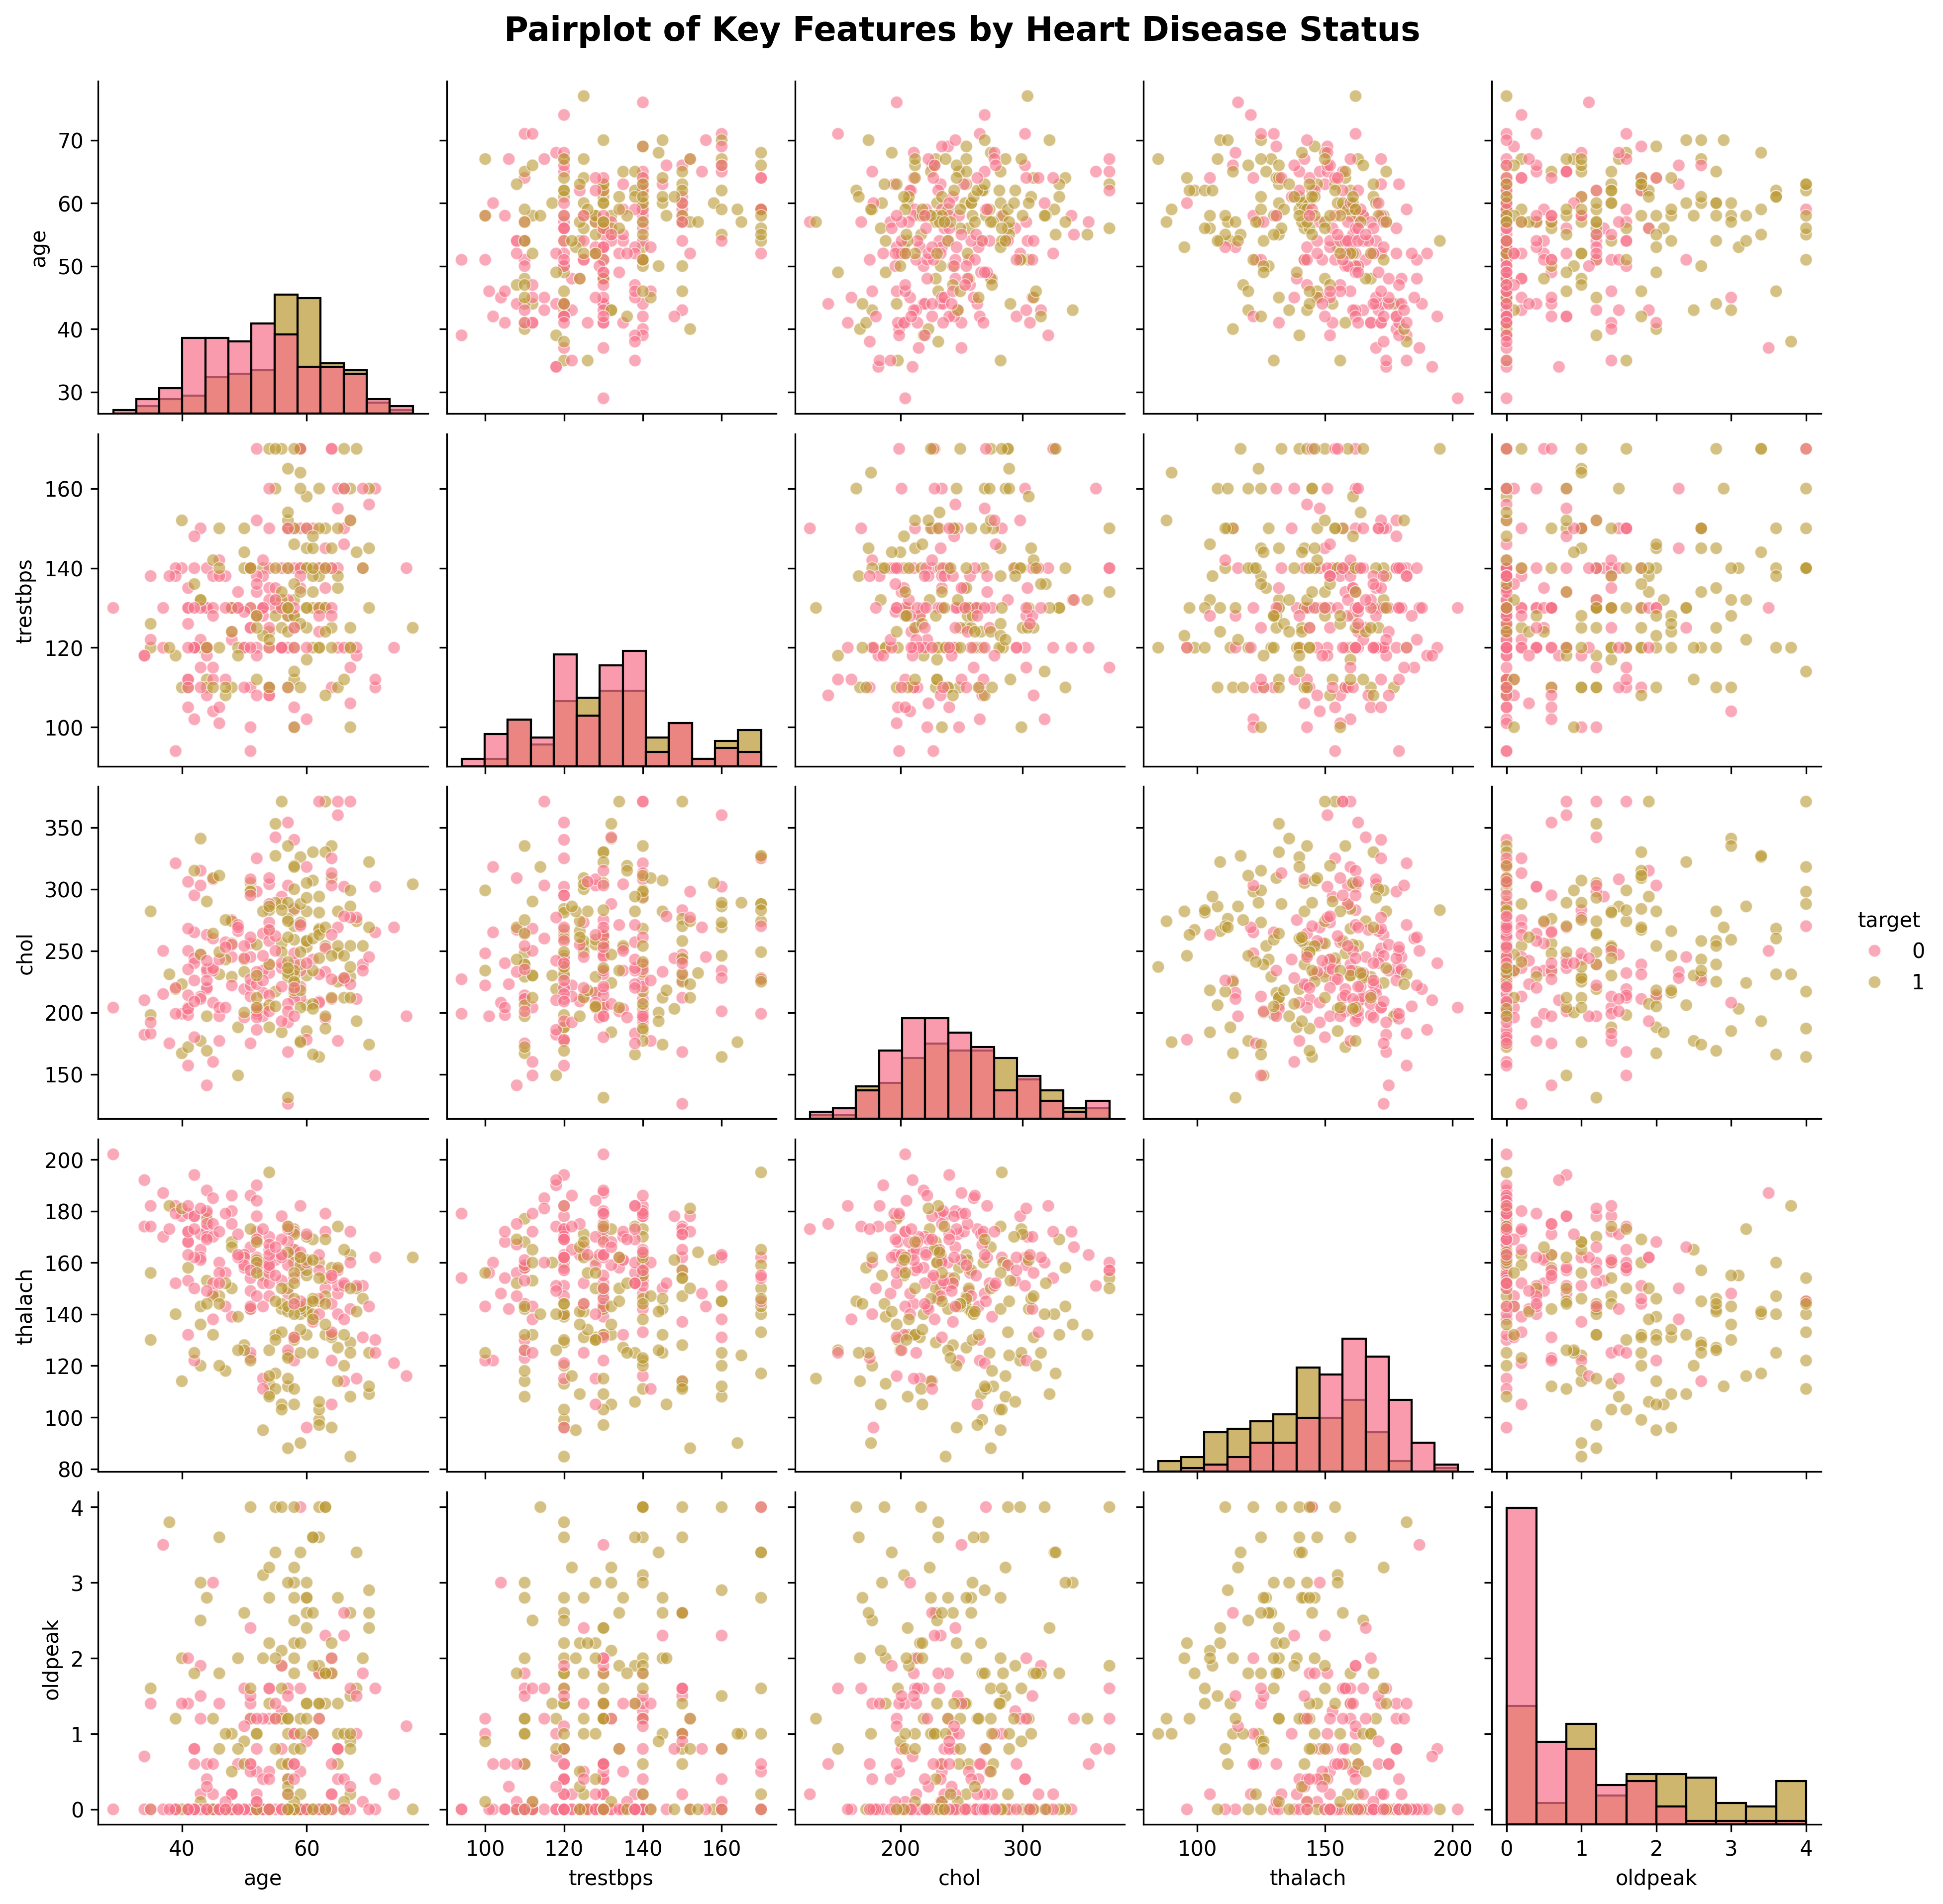 Pairplot of Key Features by Heart Disease Status
70
60
50
40
30
age
160
140
120
100
trestbps
350
300
250
200
150
chol
target
0
1
200
180
160
140
120
100
80
thalach
4
3
2
1
0
oldpeak
40 60
100 120 140 160
200 300
100 150 200
0 1 2 3 4
age
trestbps
chol
thalach
oldpeak